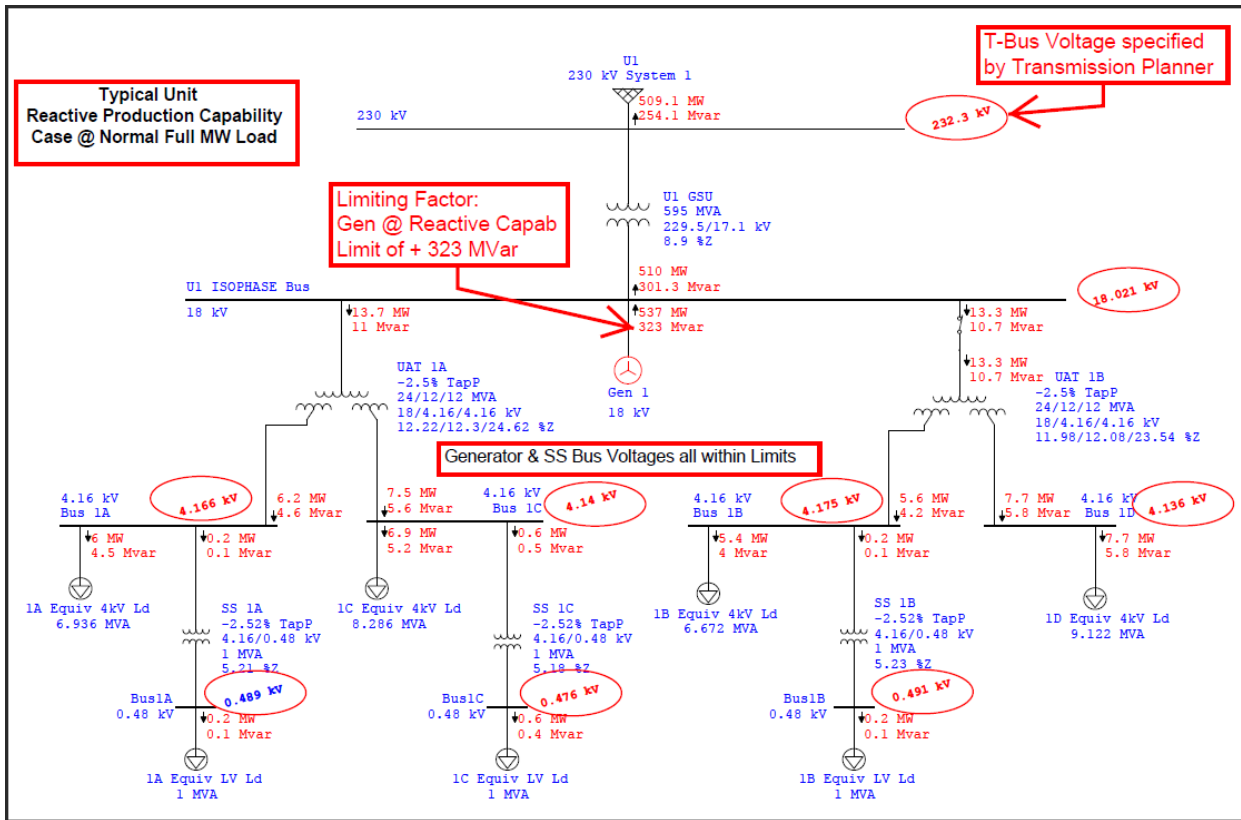 T-Bus Voltage specified
by Transmission Planner
Typical Unit
Reactive Production Capability
Case @ Normal Full MW Load
U1
230 kV System 1
509.1 MW
254.1 Mvar
230 kV
232.3 kV
Limiting Factor:
Gen @ Reactive Capab
Limit of + 323 MVar
U1 GSU
595 MVA
229.5/17.1 kV
8.9 %Z
510 MW
301.3 Mvar
U1 ISOPHASE Bus
18 kV
18.021 kV
13.7 MW
11 Mvar
537 MW
323 Mvar
13.3 MW
10.7 Mvar
13.3 MW
10.7 Mvar
UAT 1A
-2.5% TapP
24/12/12 MVA
18/4.16/4.16 kV
12.22/12.3/24.62 %Z
Gen 1
18 kV
UAT 1B
-2.5% TapP
24/12/12 MVA
18/4.16/4.16 kV
11.98/12.08/23.54 %Z
Generator & SS Bus Voltages all within Limits
4.16 kV
Bus 1A
4.166 kV
6.2 MW
4.6 Mvar
7.5 MW
5.6 Mvar
4.16 kV
Bus 1C
4.14 kV
4.16 kV
Bus 1B
4.175 kV
5.6 MW
4.2 Mvar
7.7 MW
5.8 Mvar
4.16 kV
Bus 1D
4.136 kV
6 MW
4.5 Mvar
0.2 MW
0.1 Mvar
6.9 MW
5.2 Mvar
0.6 MW
0.5 Mvar
5.4 MW
4 Mvar
0.2 MW
0.1 Mvar
7.7 MW
5.8 Mvar
1A Equiv 4kV Ld
6.936 MVA
SS 1A
-2.52% TapP
4.16/0.48 kV
1 MVA
5.21 %Z
1C Equiv 4kV Ld
8.286 MVA
SS 1C
-2.52% TapP
4.16/0.48 kV
1 MVA
5.18 %Z
1B Equiv 4kV Ld
6.672 MVA
SS 1B
-2.52% TapP
4.16/0.48 kV
1 MVA
5.23 %Z
1D Equiv 4kV Ld
9.122 MVA
Bus1A
0.48 kV
0.489 kV
0.2 MW
0.1 Mvar
Bus1C
0.48 kV
0.476 kV
0.6 MW
0.4 Mvar
Bus1B
0.48 kV
0.491 kV
0.2 MW
0.1 Mvar
1A Equiv LV Ld
1 MVA
1C Equiv LV Ld
1 MVA
1B Equiv LV Ld
1 MVA